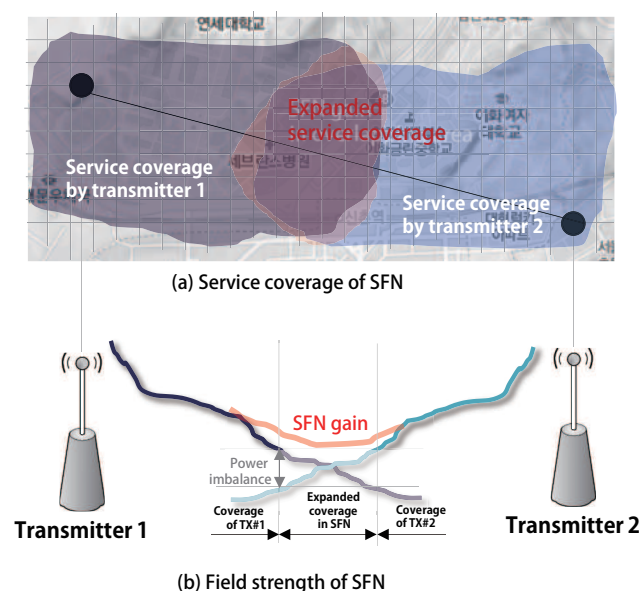 연세대학교
Expanded
service coverage
이화여자
대학교
Service coverage
by transmitter 1
세브란스병원
Service coverage
by transmitter 2
(a) Service coverage of SFN
SFN gain
Power
imbalance
Coverage
of TX#1
Expanded
coverage
in SFN
Coverage
of TX#2
Transmitter 1
Transmitter 2
(b) Field strength of SFN